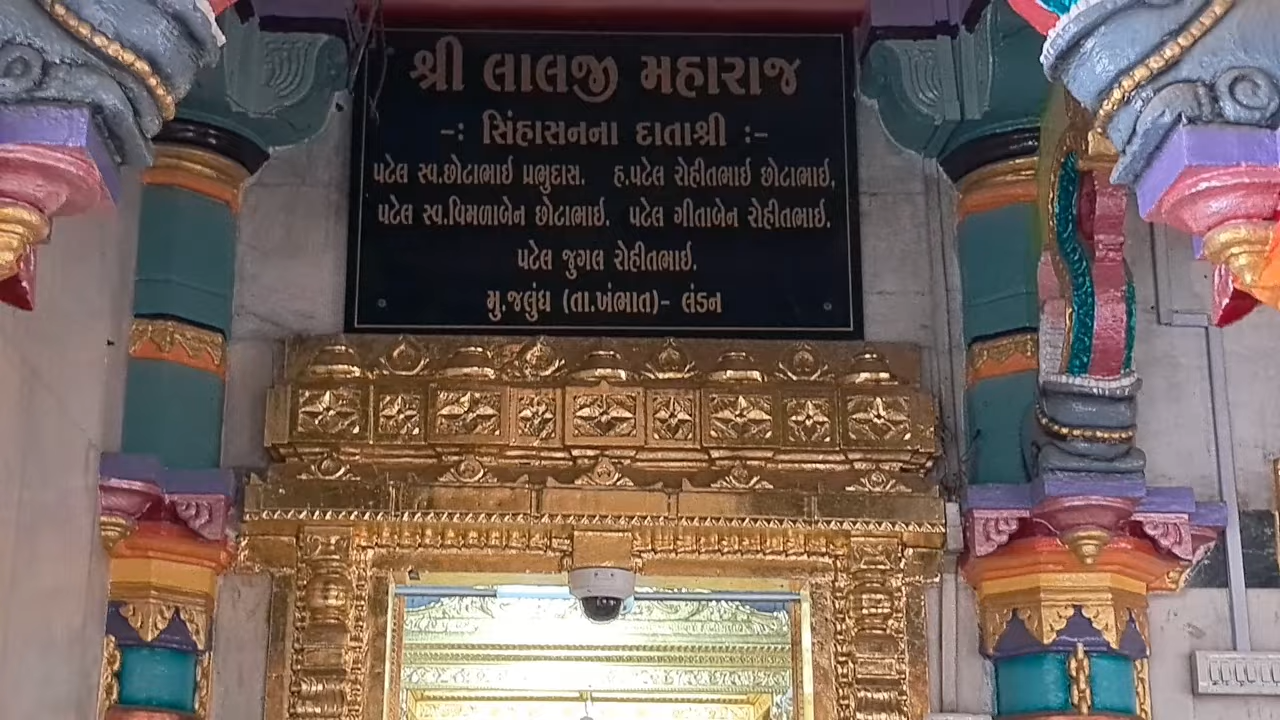 શ્રી લાલજી મહારાજ
-: સિંહાસનના દાતાશ્રી :-
પટેલ સ્વ.છોટાભાઇ પ્રભુદાસ. હ.પટેલ રોહીતભાઇ છોટાભાઇ,
પટેલ સ્વ.વિમળાબેન છોટાભાઇ. પટેલ ગીતાબેન રોહીતભાઇ.
પટેલ જુગલ રોહીતભાઇ.
મુ.જલુંધ (તા.ખંભાત)- લંડન